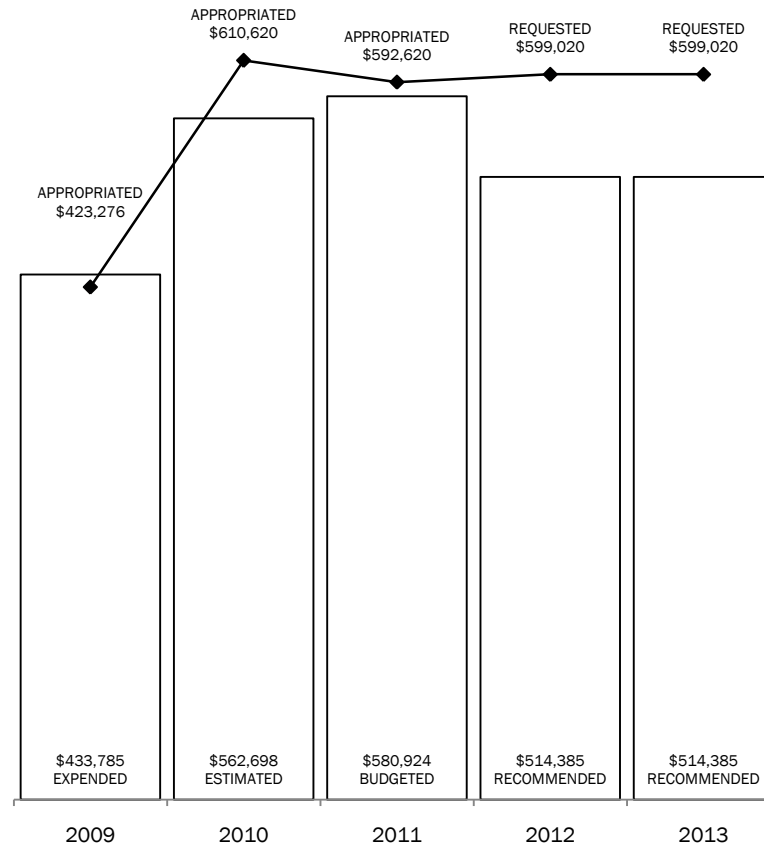 APPROPRIATED
$610,620
APPROPRIATED
$592,620
REQUESTED
$599,020
REQUESTED
$599,020
APPROPRIATED
$423,276
$433,785
EXPENDED
$562,698
ESTIMATED
$580,924
BUDGETED
$514,385
RECOMMENDED
$514,385
RECOMMENDED
2009
2010
2011
2012
2013